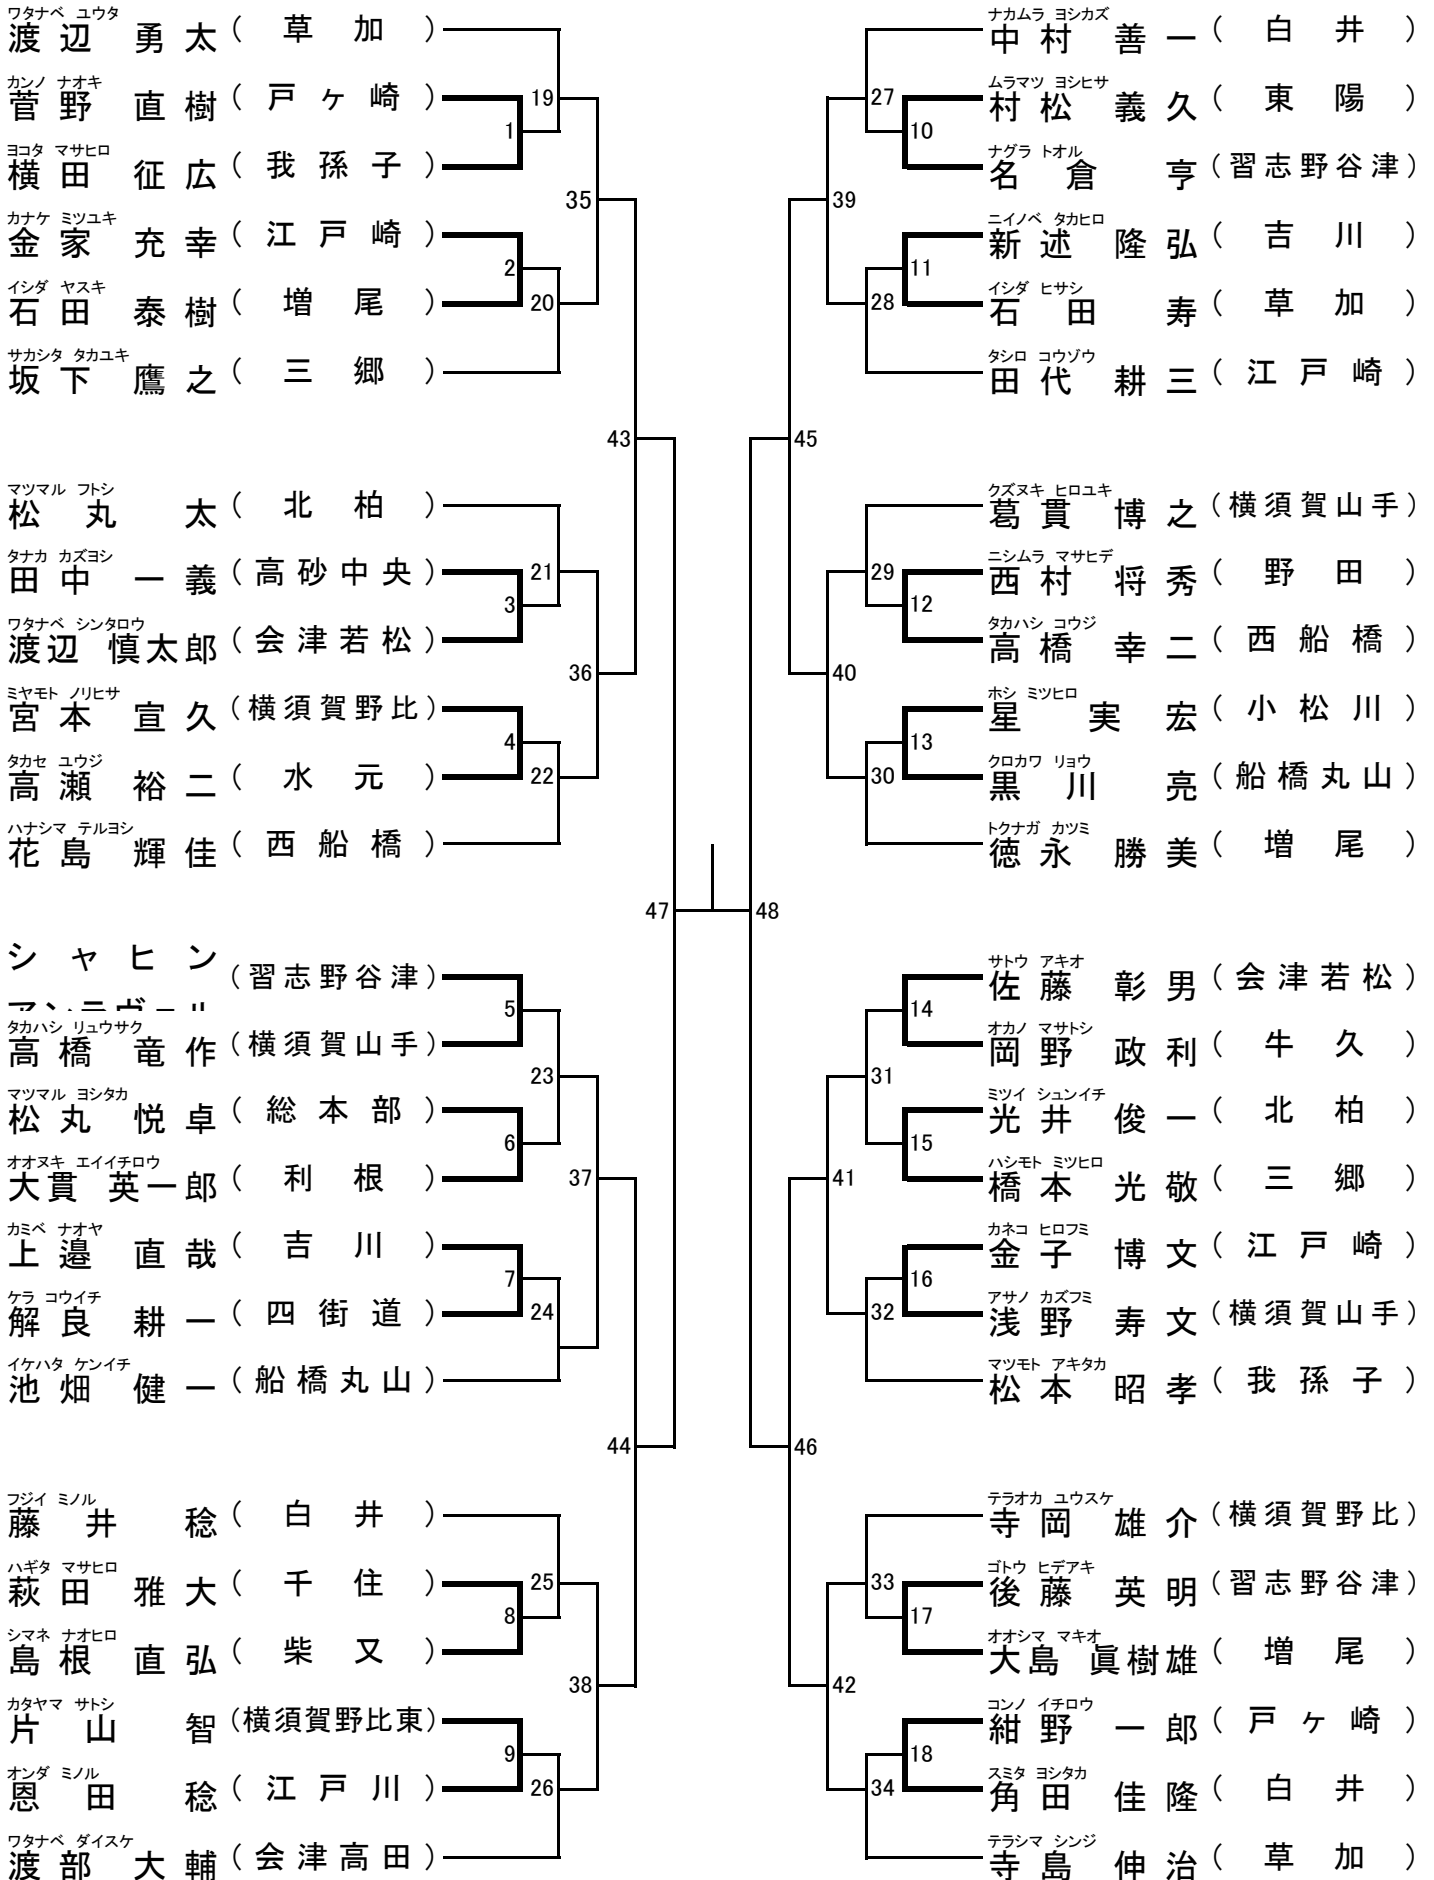 ワタナベ ユウタ
渡辺 勇太 (草加)
カンノ ナオキ
菅野 直樹 (戸ヶ崎)
19
1
ヨコタ マサヒロ
横田 征広 (我孫子)
35
カナケ ミツユキ
金家 充幸 (江戸崎)
2
イシダ ヤスキ
石田 泰樹 (増尾)
20
サカシタ タカユキ
坂下 鷹之 (三郷)
43
マツマル フトシ
松丸 太 (北柏)
タナカ カズヨシ
田中 一義 (高砂中央)
21
3
ワタナベ シンタロウ
渡辺 慎太郎 (会津若松)
36
ミヤモト ノリヒサ
宮本 宣久 (横須賀野比)
4
タカセ ユウジ
高瀬 裕二 (水元)
22
ハナシマ テルヨシ
花島 輝佳 (西船橋)
47
シャヒン
(習志野谷津)
5
タカハシ リュウサク
高橋 竜作 (横須賀山手)
23
マツマル ヨシタカ
松丸 悦卓 (総本部)
6
オオヌキ エイイチロウ
大貫 英一郎 (利根)
37
カミベ ナオヤ
上邉 直哉 (吉川)
7
ケラ コウイチ
解良 耕一 (四街道)
24
イケハタ ケンイチ
池畑 健一 (船橋丸山)
44
フジイ ミノル
藤井 稔 (白井)
ハギタ マサヒロ
萩田 雅大 (千住)
25
8
シマネ ナオヒロ
島根 直弘 (柴又)
38
カタヤマ サトシ
片山 智 (横須賀野比東)
9
オンダ ミノル
恩田 稔 (江戸川)
26
ワタナベ ダイスケ
渡部 大輔 (会津高田)
ナカムラ ヨシカズ
中村 善一 (白井)
ムラマツ ヨシヒサ
27
村松 義久 (東陽)
10
ナグラ トオル
名倉 亨 (習志野谷津)
39
ニイノベ タカヒロ
新述 隆弘 (吉川)
11
イシダ ヒサシ
28
石田 寿 (草加)
タシロ コウゾウ
田代 耕三 (江戸崎)
45
クズヌキ ヒロユキ
葛貫 博之 (横須賀山手)
ニシムラ マサヒデ
29
西村 将秀 (野田)
12
タカハシ コウジ
高橋 幸二 (西船橋)
40
ホシ ミツヒロ
星 実宏 (小松川)
13
クロカワ リョウ
30
黒川 亮 (船橋丸山)
トクナガ カツミ
徳永 勝美 (増尾)
48
サトウ アキオ
佐藤 彰男 (会津若松)
14
オカノ マサトシ
岡野 政利 (牛久)
31
ミツイ シュンイチ
光井 俊一 (北柏)
15
ハシモト ミツヒロ
橋本 光敬 (三郷)
41
カネコ ヒロフミ
金子 博文 (江戸崎)
16
アサノ カズフミ
32
浅野 寿文 (横須賀山手)
マツモト アキタカ
松本 昭孝 (我孫子)
46
テラオカ ユウスケ
寺岡 雄介 (横須賀野比)
ゴトウ ヒデアキ
33
後藤 英明 (習志野谷津)
17
オオシマ マキオ
大島 眞樹雄 (増尾)
42
コンノ イチロウ
紺野 一郎 (戸ヶ崎)
18
スミタ ヨシタカ
34
角田 佳隆 (白井)
テラシマ シンジ
寺島 伸治 (草加)